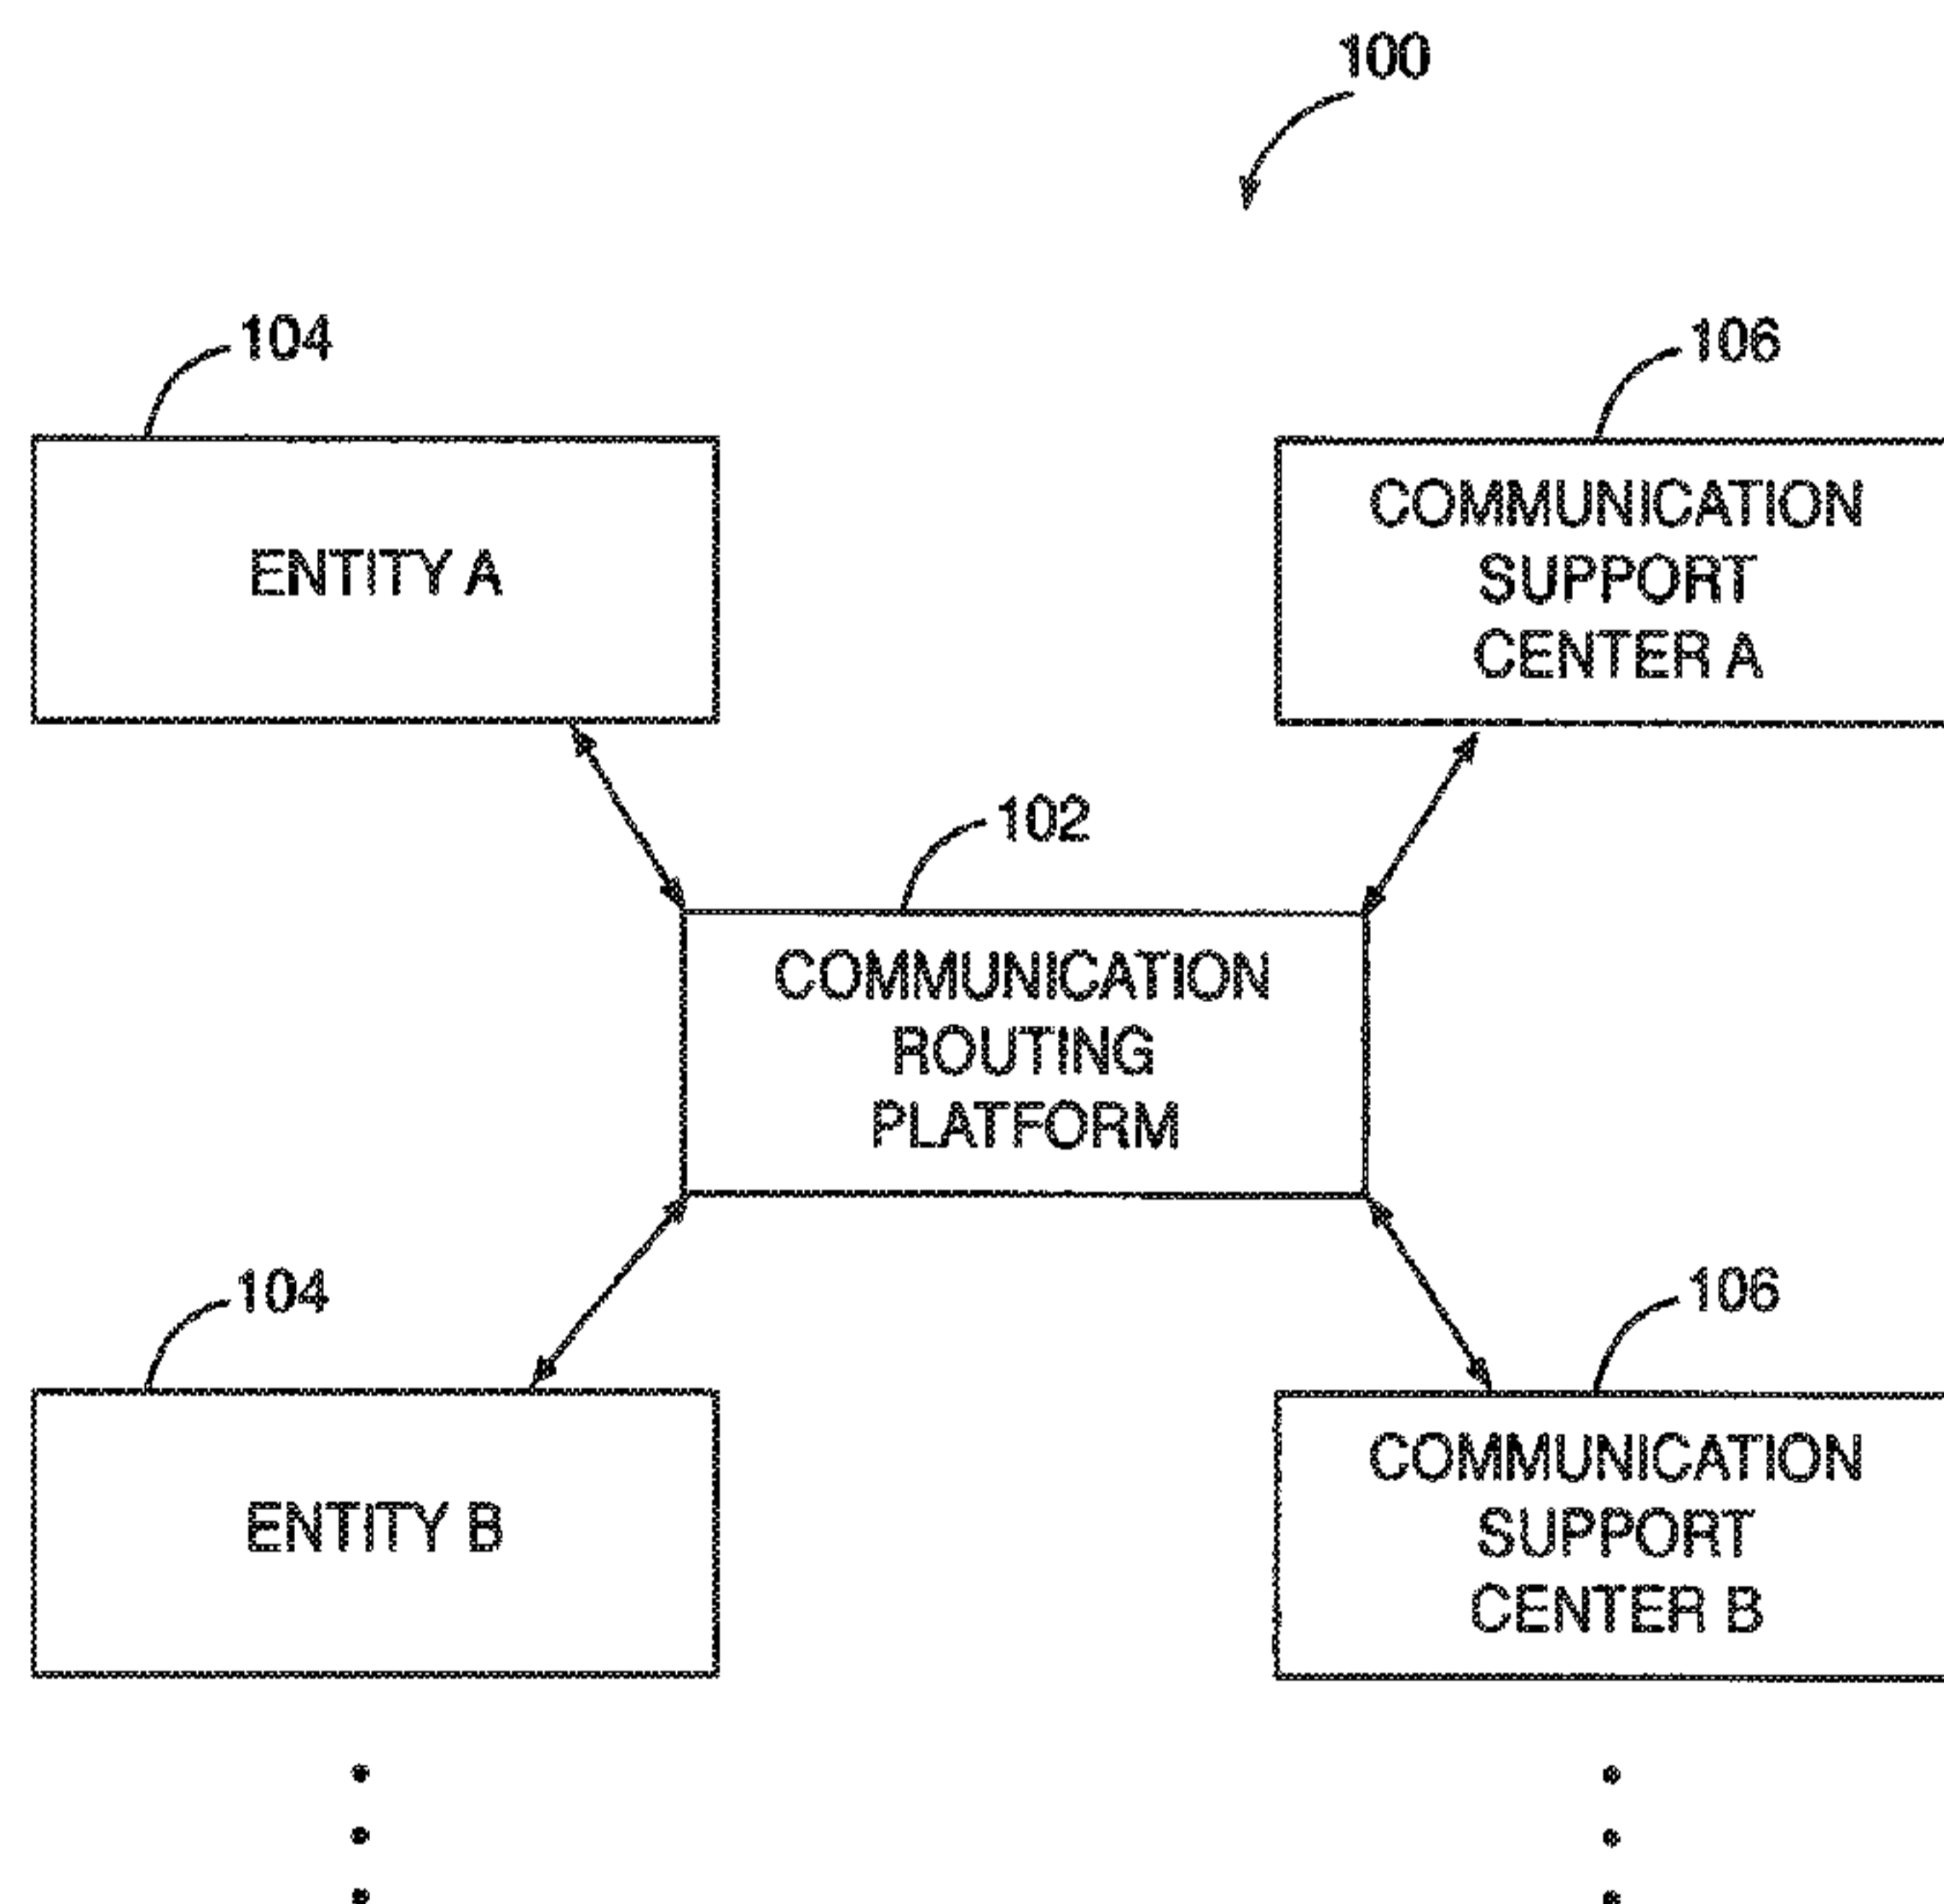 100
104
106
ENTITY A
COMMUNICATION
SUPPORT
CENTER A
102
COMMUNICATION
ROUTING
PLATFORM
104
106
ENTITY B
COMMUNICATION
SUPPORT
CENTER B